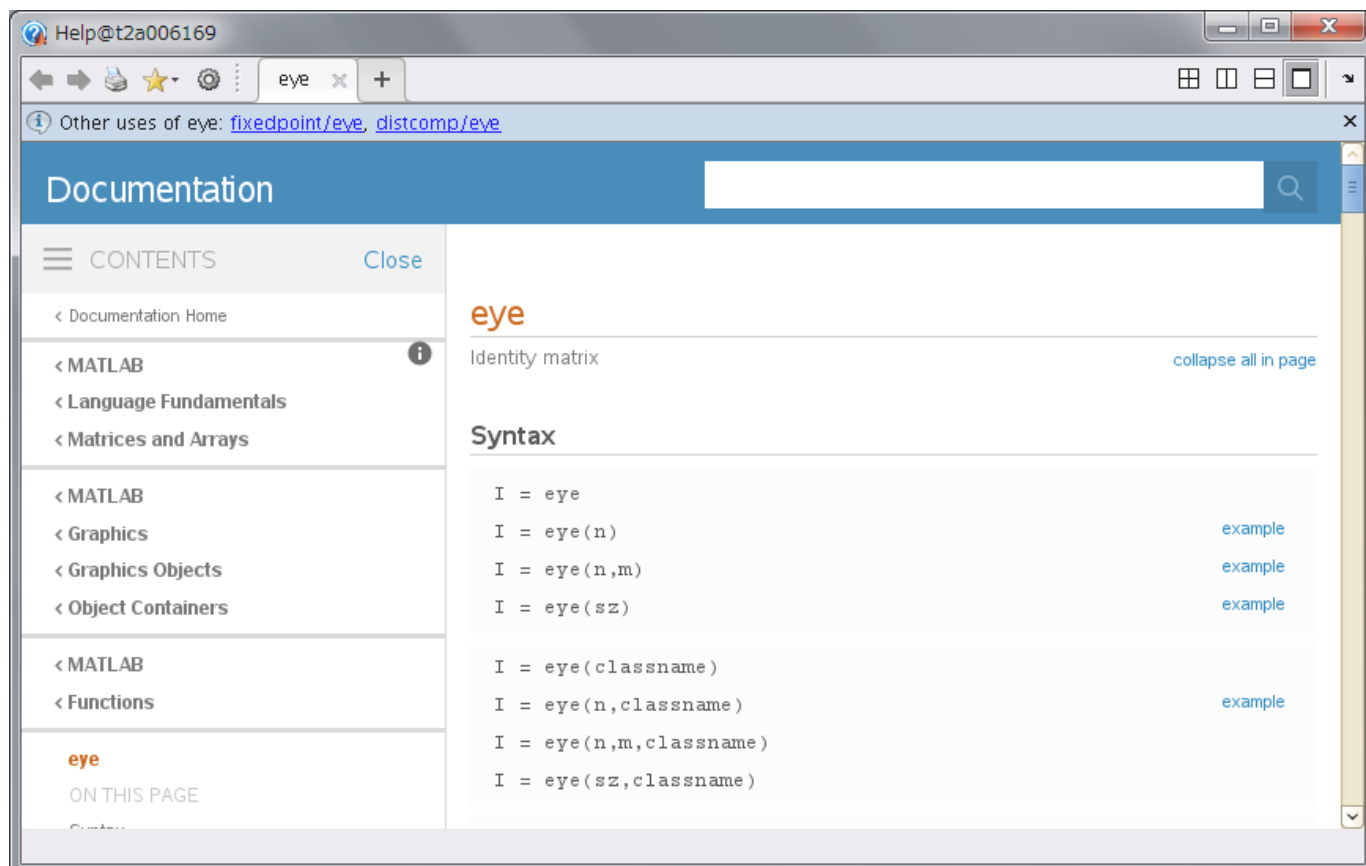 Help@t2a006169
eye
Other uses of eye: fixedpoint/eye, distcomp/eye
Documentation
CONTENTS Close
< Documentation Home
< MATLAB
< Language Fundamentals
< Matrices and Arrays
< MATLAB
< Graphics
< Graphics Objects
< Object Containers
< MATLAB
< Functions
eye
ON THIS PAGE
Syntax
eye
Identity matrix
collapse all in page
Syntax
I = eye
I = eye(n) example
I = eye(n,m) example
I = eye(sz) example
I = eye(classname)
I = eye(n,classname) example
I = eye(n,m,classname)
I = eye(sz,classname)